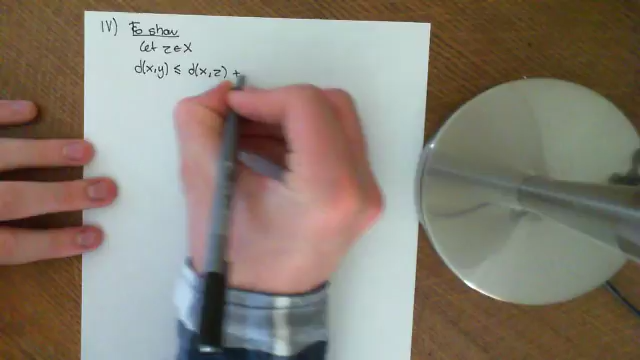 IV) To show
Let z ∈ X
d(x,y) ≤ d(x,z) +